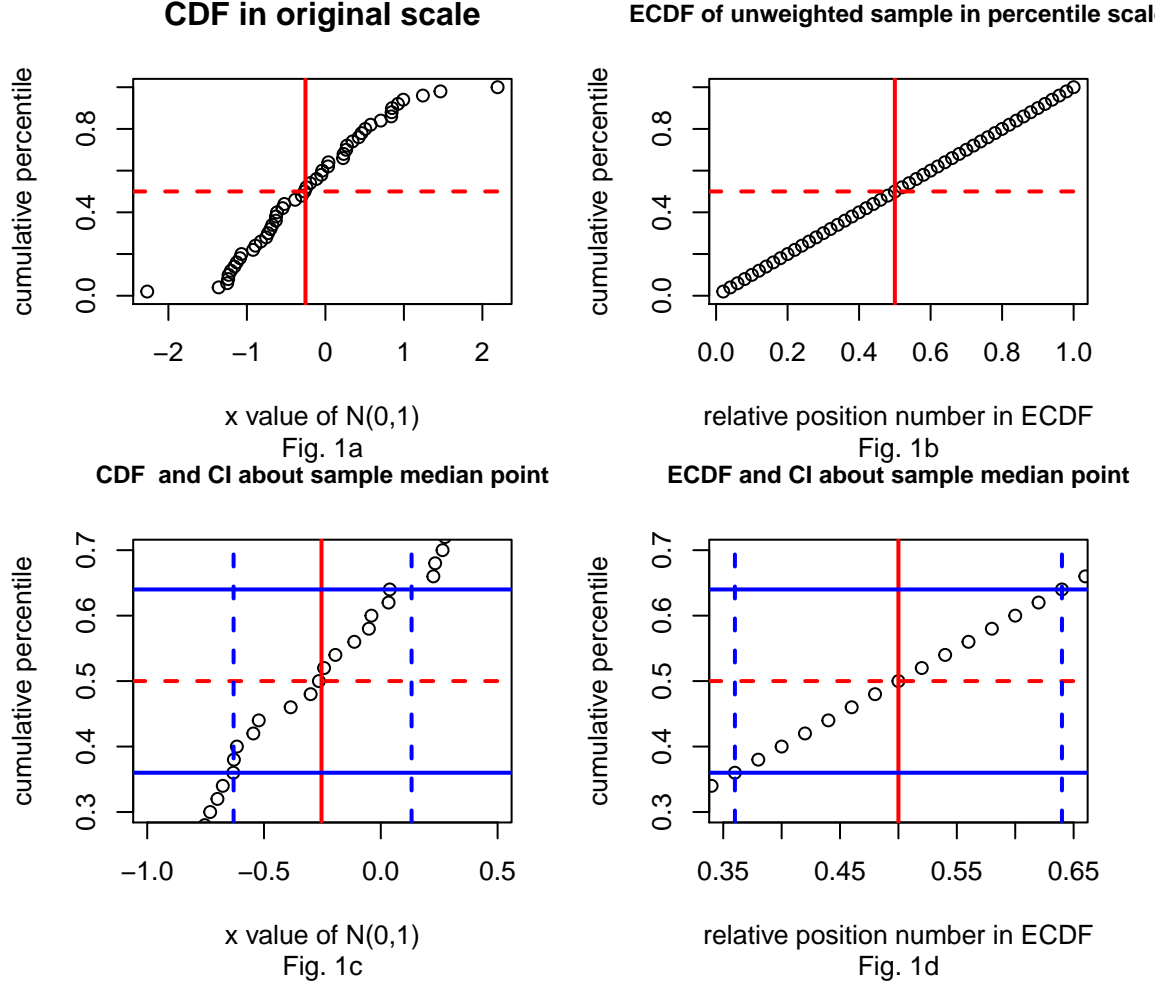 CDF in original scale
cumulative percentile
0.0 0.4 0.8
−2 −1 0 1 2
x value of N(0,1)
Fig. 1a
ECDF of unweighted sample in percentile scal
cumulative percentile
0.0 0.4 0.8
0.0 0.2 0.4 0.6 0.8 1.0
relative position number in ECDF
Fig. 1b
CDF and CI about sample median point
cumulative percentile
0.3 0.4 0.5 0.6 0.7
−1.0 −0.5 0.0 0.5
x value of N(0,1)
Fig. 1c
ECDF and CI about sample median point
cumulative percentile
0.3 0.4 0.5 0.6 0.7
0.35 0.45 0.55 0.65
relative position number in ECDF
Fig. 1d